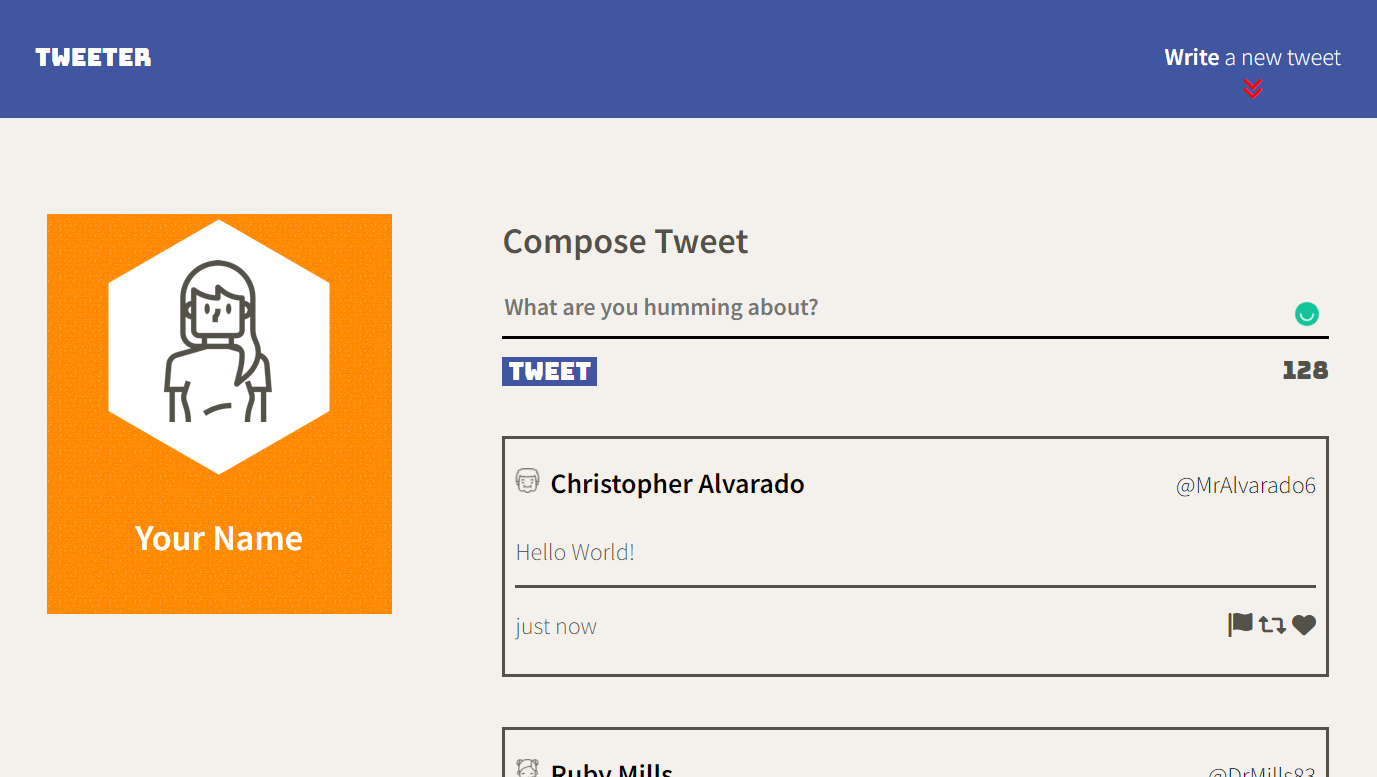 TWEETER
Write a new tweet
Your Name
Compose Tweet
What are you humming about?
TWEET
128
Christopher Alvarado
@MrAlvarado6
Hello World!
just now
Ruby Mills
@DrMills83